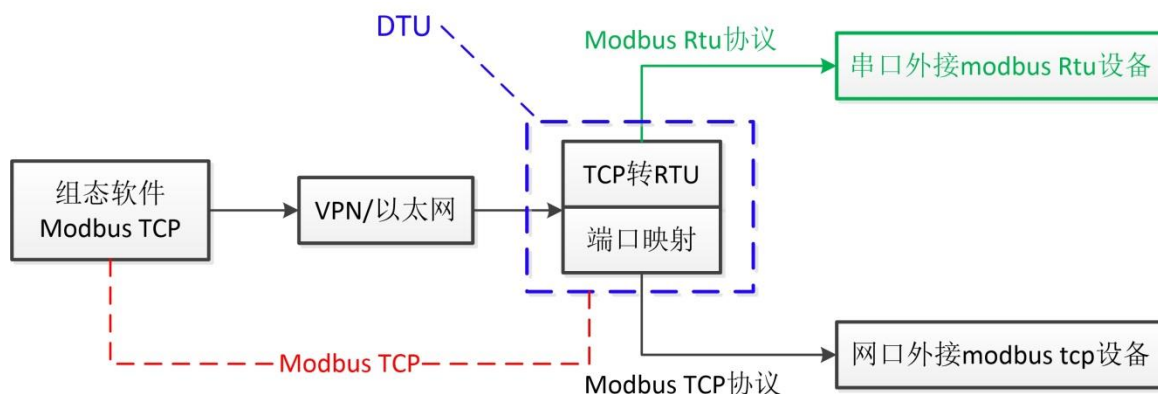 DTU
Modbus Rtu协议
串口外接modbus Rtu设备
组态软件
Modbus TCP
VPN/以太网
TCP转RTU
端口映射
Modbus TCP
Modbus TCP协议
网口外接modbus tcp设备